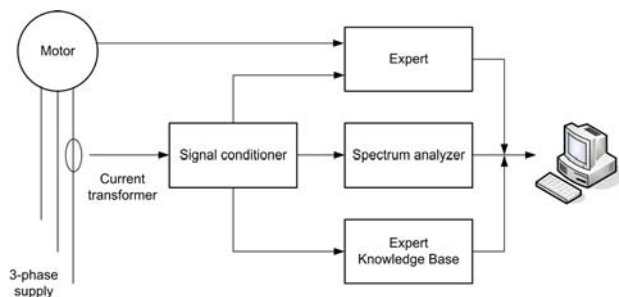 Motor
Expert
Signal conditioner
Spectrum analyzer
Current
transformer
Expert
Knowledge Base
3-phase
supply